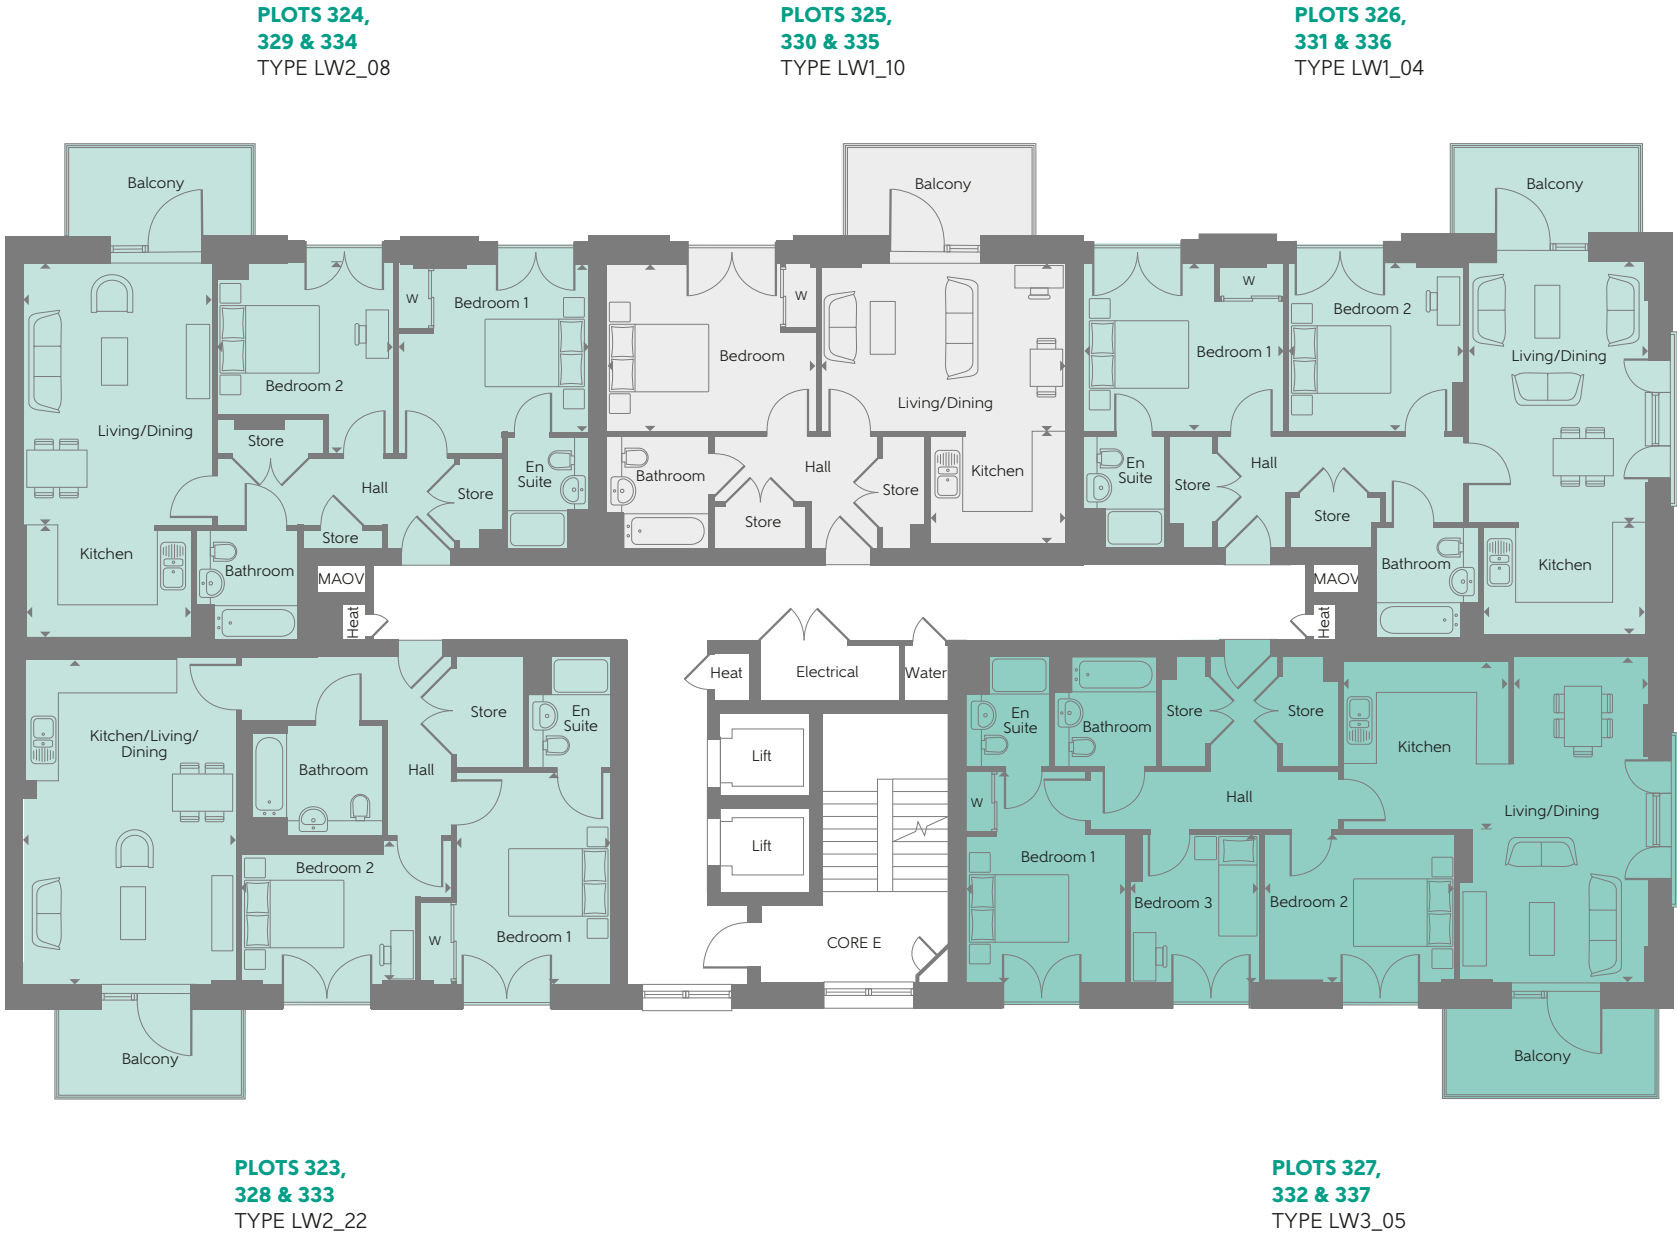 PLOTS 324,
329 & 334
TYPE LW2_08
PLOTS 325,
330 & 335
TYPE LW1_10
PLOTS 326,
331 & 336
TYPE LW1_04
Balcony
Living/Dining
Kitchen
Bedroom 2
Store
Hall
Store
Bathroom
W
Bedroom 1
Store
En
Suite
Balcony
Bedroom
W
Living/Dining
Bathroom
Hall
Store
Store
Kitchen
Balcony
Bedroom 1
W
Bedroom 2
Living/Dining
En
Suite
Store
Hall
Store
Bathroom
Kitchen
MAOV
Heat
MAOV
Heat
Heat
Electrical
Water
Lift
Lift
CORE E
Kitchen/Living/
Dining
Bathroom
Hall
Store
En
Suite
Bedroom 2
W
Bedroom 1
Balcony
En
Suite
Bathroom
Store
Store
Kitchen
W
Hall
Living/Dining
Bedroom 1
Bedroom 3
Bedroom 2
Balcony
PLOTS 323,
328 & 333
TYPE LW2_22
PLOTS 327,
332 & 337
TYPE LW3_05